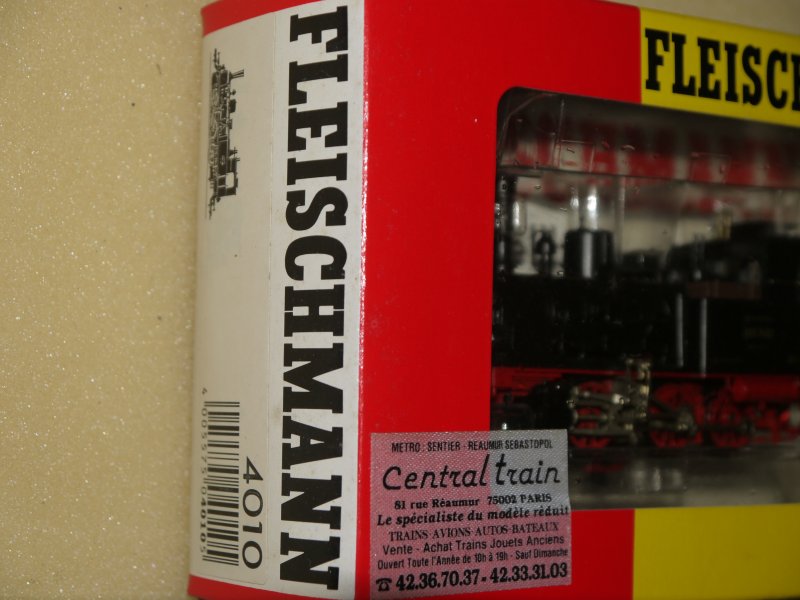 FLEISCHMANN
4010
FLEISCH
METRO : SENTIER - REAUMUR SEBASTOPOL
Central train
81 rue Réaumur 75002 PARIS
Le spécialiste du modèle réduit
TRAINS-AVIONS-AUTOS-BATEAUX
Vente - Achat Trains Jouets Anciens
Ouvert Toute l'Année de 10h à 19h - Sauf Dimanche
☎ 42.36.70.37 - 42.33.31.03